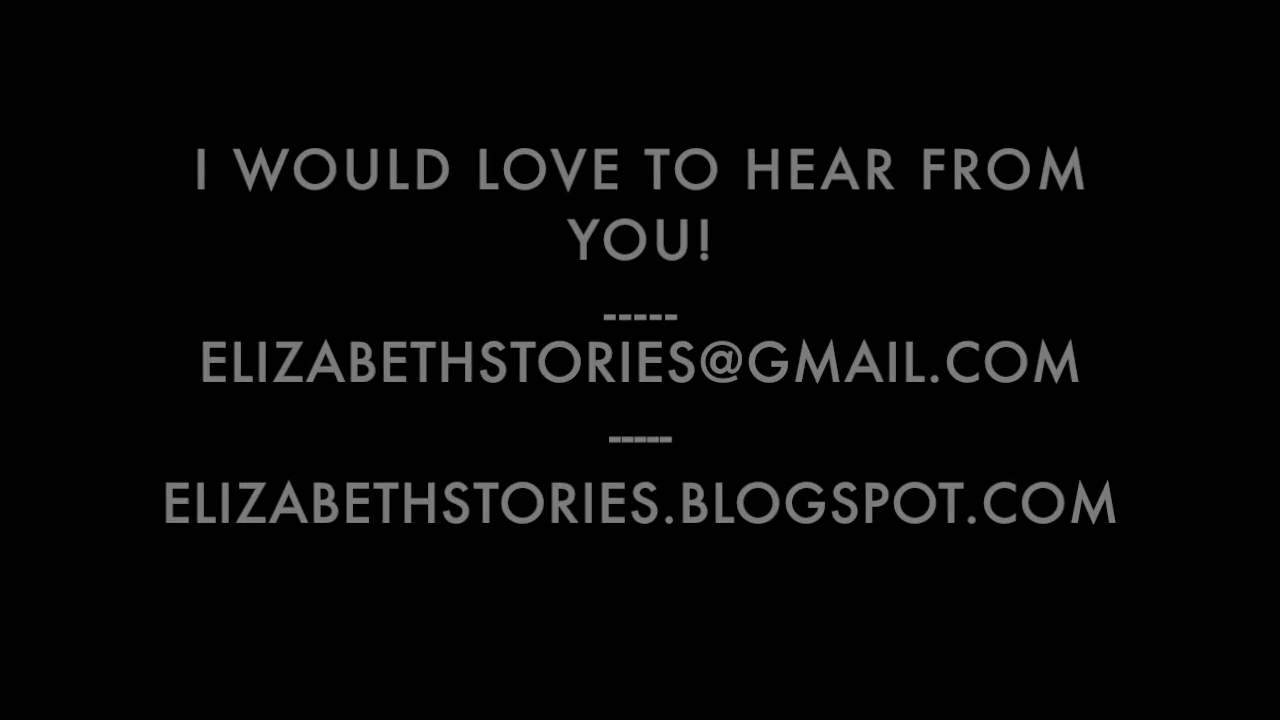 I WOULD LOVE TO HEAR FROM
YOU!
-----
ELIZABETHSTORIES@GMAIL.COM
-----
ELIZABETHSTORIES.BLOGSPOT.COM